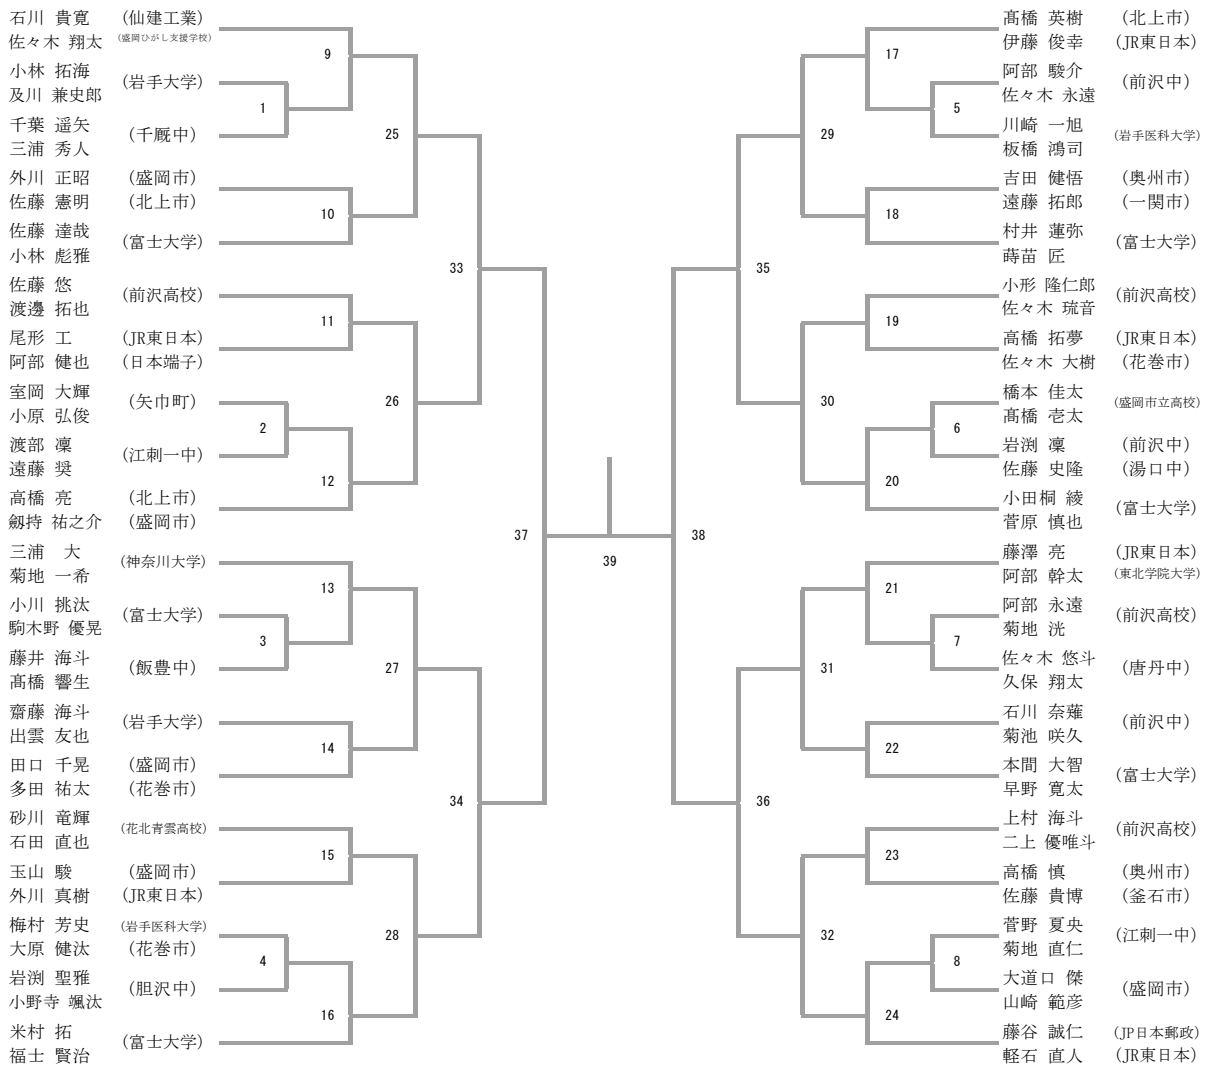 石川 貴寛 (仙建工業)
佐々木 翔太 (盛岡ひがし支援学校)
小林 拓海
及川 兼史郎
(岩手大学)
千葉 遥矢
三浦 秀人
(千厩中)
外川 正昭 (盛岡市)
佐藤 憲明 (北上市)
佐藤 達哉
小林 彪雅
(富士大学)
佐藤 悠
渡邊 拓也
(前沢高校)
尾形 工 (JR東日本)
阿部 健也 (日本端子)
室岡 大輝
小原 弘俊
(矢巾町)
渡部 凜
遠藤 奨
(江刺一中)
高橋 亮 (北上市)
劔持 祐之介 (盛岡市)
三浦 大
菊地 一希
(神奈川大学)
小川 挑汰
駒木野 優晃
(富士大学)
藤井 海斗
髙橋 響生
(飯豊中)
齋藤 海斗
出雲 友也
(岩手大学)
田口 千晃 (盛岡市)
多田 祐太 (花巻市)
砂川 竜輝
石田 直也
(花北青雲高校)
玉山 駿 (盛岡市)
外川 真樹 (JR東日本)
梅村 芳史 (岩手医科大学)
大原 健汰 (花巻市)
岩渕 聖雅
小野寺 颯汰
(胆沢中)
米村 拓
福士 賢治
(富士大学)
1
2
3
4
9
10
11
12
13
14
15
16
25
26
27
28
33
34
37
39
38
35
36
29
30
31
32
17
18
19
20
21
22
23
24
5
6
7
8
髙橋 英樹 (北上市)
伊藤 俊幸 (JR東日本)
阿部 駿介
佐々木 永遠
(前沢中)
川崎 一旭
板橋 鴻司
(岩手医科大学)
吉田 健悟 (奥州市)
遠藤 拓郎 (一関市)
村井 蓮弥
蒔苗 匠
(富士大学)
小形 隆仁郎
佐々木 琉音
(前沢高校)
高橋 拓夢 (JR東日本)
佐々木 大樹 (花巻市)
橋本 佳太
髙橋 壱太
(盛岡市立高校)
岩渕 凜 (前沢中)
佐藤 史隆 (湯口中)
小田桐 綾
菅原 慎也
(富士大学)
藤澤 亮 (JR東日本)
阿部 幹太 (東北学院大学)
阿部 永遠
菊地 洸
(前沢高校)
佐々木 悠斗
久保 翔太
(唐丹中)
石川 奈薙
菊池 咲久
(前沢中)
本間 大智
早野 寛太
(富士大学)
上村 海斗
二上 優唯斗
(前沢高校)
高橋 慎 (奥州市)
佐藤 貴博 (釜石市)
菅野 夏央
菊地 直仁
(江刺一中)
大道口 傑
山崎 範彦
(盛岡市)
藤谷 誠仁 (JP日本郵政)
軽石 直人 (JR東日本)